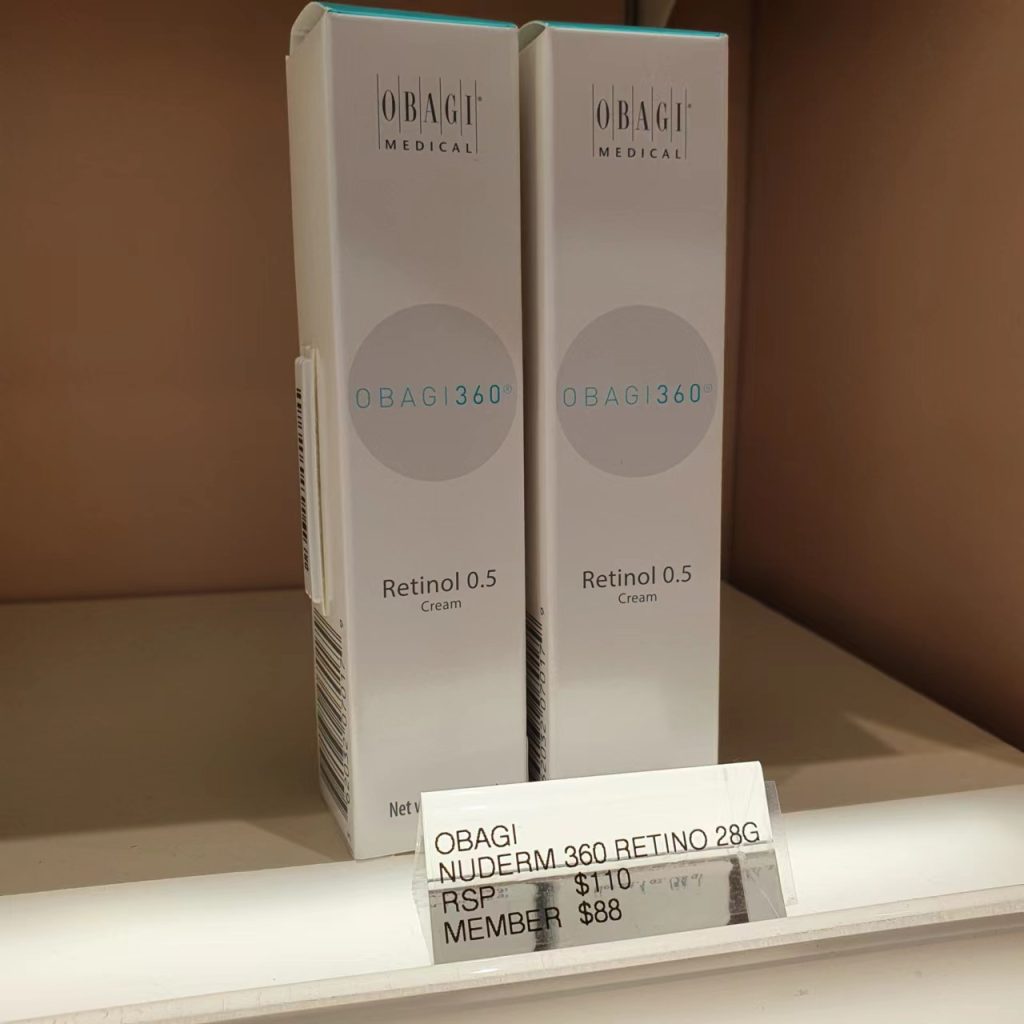 OBAGI®
MEDICAL
OBAGI360®
Retinol 0.5
Cream
Net
OBAGI®
MEDICAL
OBAGI360®
Retinol 0.5
Cream
OBAGI
NUDERM 360 RETINO 28G
RSP $110
MEMBER $88